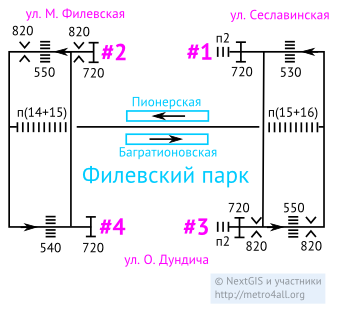 ул. М. Филевская
ул. Сеславинская
820
820
п2
550
#2
#1
530
720
720
п(14+15)
Пионерская
п(15+16)
Багратионовская
Филевский парк
720
550
#4
#3
540
720
п2
820
820
ул. О. Дундича
© NextGIS и участники
http://metro4all.org